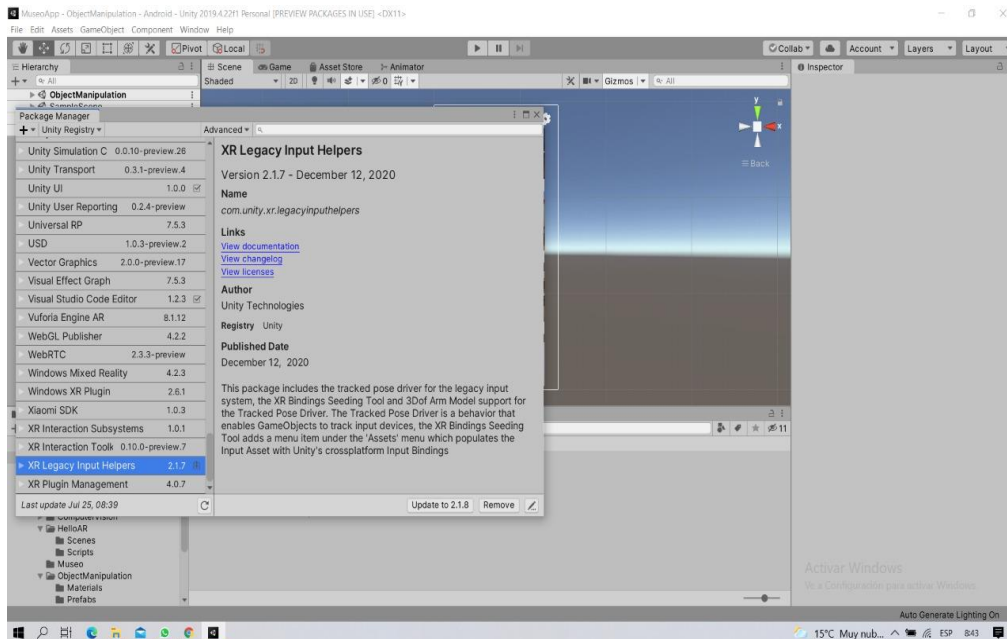 MuseoApp - ObjectManipulation - Android - Unity 2019.4.22f1 Personal [PREVIEW PACKAGES IN USE] <DX11>
File Edit Assets GameObject Component Window Help
Pivot Local Collab Account Layers Layout
Hierarchy
All
ObjectManipulation
SampleScene
Scene Game Asset Store Animator
Shaded 2D 0 Gizmos All
Inspector
y
x
Back
Package Manager
Unity Registry Advanced
Unity Simulation C 0.0.10-preview.26
Unity Transport 0.3.1-preview.4
Unity UI 1.0.0
Unity User Reporting 0.2.4-preview
Universal RP 7.5.3
USD 1.0.3-preview.2
Vector Graphics 2.0.0-preview.17
Visual Effect Graph 7.5.3
Visual Studio Code Editor 1.2.3
Vuforia Engine AR 8.1.12
WebGL Publisher 4.2.2
WebRTC 2.3.3-preview
Windows Mixed Reality 4.2.3
Windows XR Plugin 2.6.1
Xiaomi SDK 1.0.3
XR Interaction Subsystems 1.0.1
XR Interaction Toolk 0.10.0-preview.7
XR Legacy Input Helpers 2.1.7
XR Plugin Management 4.0.7
Last update Jul 25, 08:39
XR Legacy Input Helpers
Version 2.1.7 - December 12, 2020
Name
com.unity.xr.legacyinputhelpers
Links
View documentation
View changelog
View licenses
Author
Unity Technologies
Registry Unity
Published Date
December 12, 2020
This package includes the tracked pose driver for the legacy input
system, the XR Bindings Seeding Tool and 3Dof Arm Model support for
the Tracked Pose Driver. The Tracked Pose Driver is a behavior that
enables GameObjects to track input devices, the XR Bindings Seeding
Tool adds a menu item under the 'Assets' menu which populates the
Input Asset with Unity's crossplatform Input Bindings
Update to 2.1.8 Remove
11
ComputerVision
HelloAR
Scenes
Scripts
Museo
ObjectManipulation
Materials
Prefabs
Activar Windows
Ve a Configuración para activar Windows.
Auto Generate Lighting On
15°C Muy nub... ESP 8:43